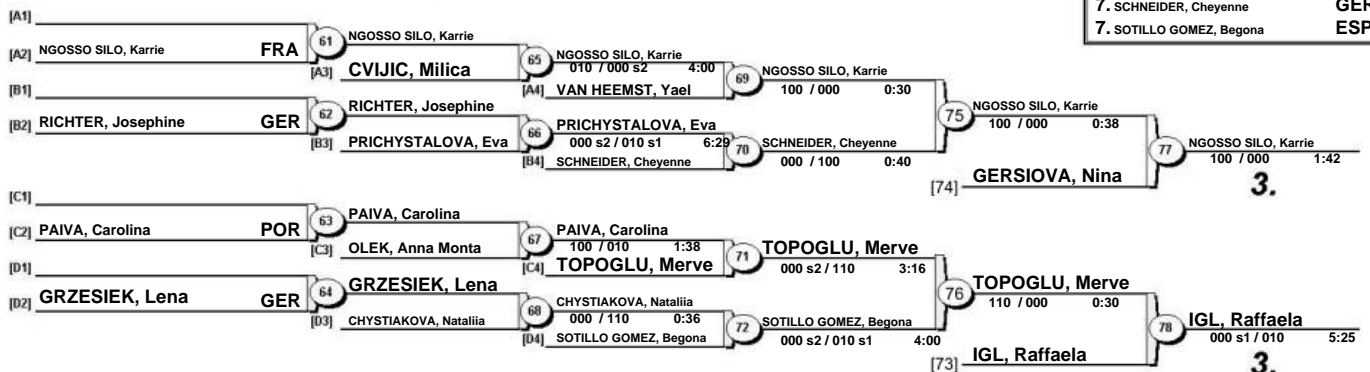 7. SCHNEIDER, Cheyenne GER
7. SOTILLO GOMEZ, Begona ESP
[A1]
[A2] NGOSSO SILO, Karrie FRA
61
NGOSSO SILO, Karrie
[A3] CVIJIC, Milica
65
NGOSSO SILO, Karrie
010 / 000 s2 4:00
[A4] VAN HEEMST, Yael
69
NGOSSO SILO, Karrie
100 / 000 0:30
[B1]
[B2] RICHTER, Josephine GER
62
RICHTER, Josephine
[B3] PRICHYSTALOVA, Eva
66
PRICHYSTALOVA, Eva
000 s2 / 010 s1 6:29
[B4] SCHNEIDER, Cheyenne
70
SCHNEIDER, Cheyenne
000 / 100 0:40
75
NGOSSO SILO, Karrie
100 / 000 0:38
[74] GERSIOVA, Nina
77
NGOSSO SILO, Karrie
100 / 000 1:42
3.
[C1]
[C2] PAIVA, Carolina POR
63
PAIVA, Carolina
[C3] OLEK, Anna Monta
67
PAIVA, Carolina
100 / 010 1:38
[C4] TOPOGLU, Merve
71
TOPOGLU, Merve
000 s2 / 110 3:16
[D1]
[D2] GRZESIEK, Lena GER
64
GRZESIEK, Lena
[D3] CHYSTIAKOVA, Nataliia
68
CHYSTIAKOVA, Nataliia
000 / 110 0:36
[D4] SOTILLO GOMEZ, Begona
72
SOTILLO GOMEZ, Begona
000 s2 / 010 s1 4:00
76
TOPOGLU, Merve
110 / 000 0:30
[73] IGL, Raffaela
78
IGL, Raffaela
000 s1 / 010 5:25
3.